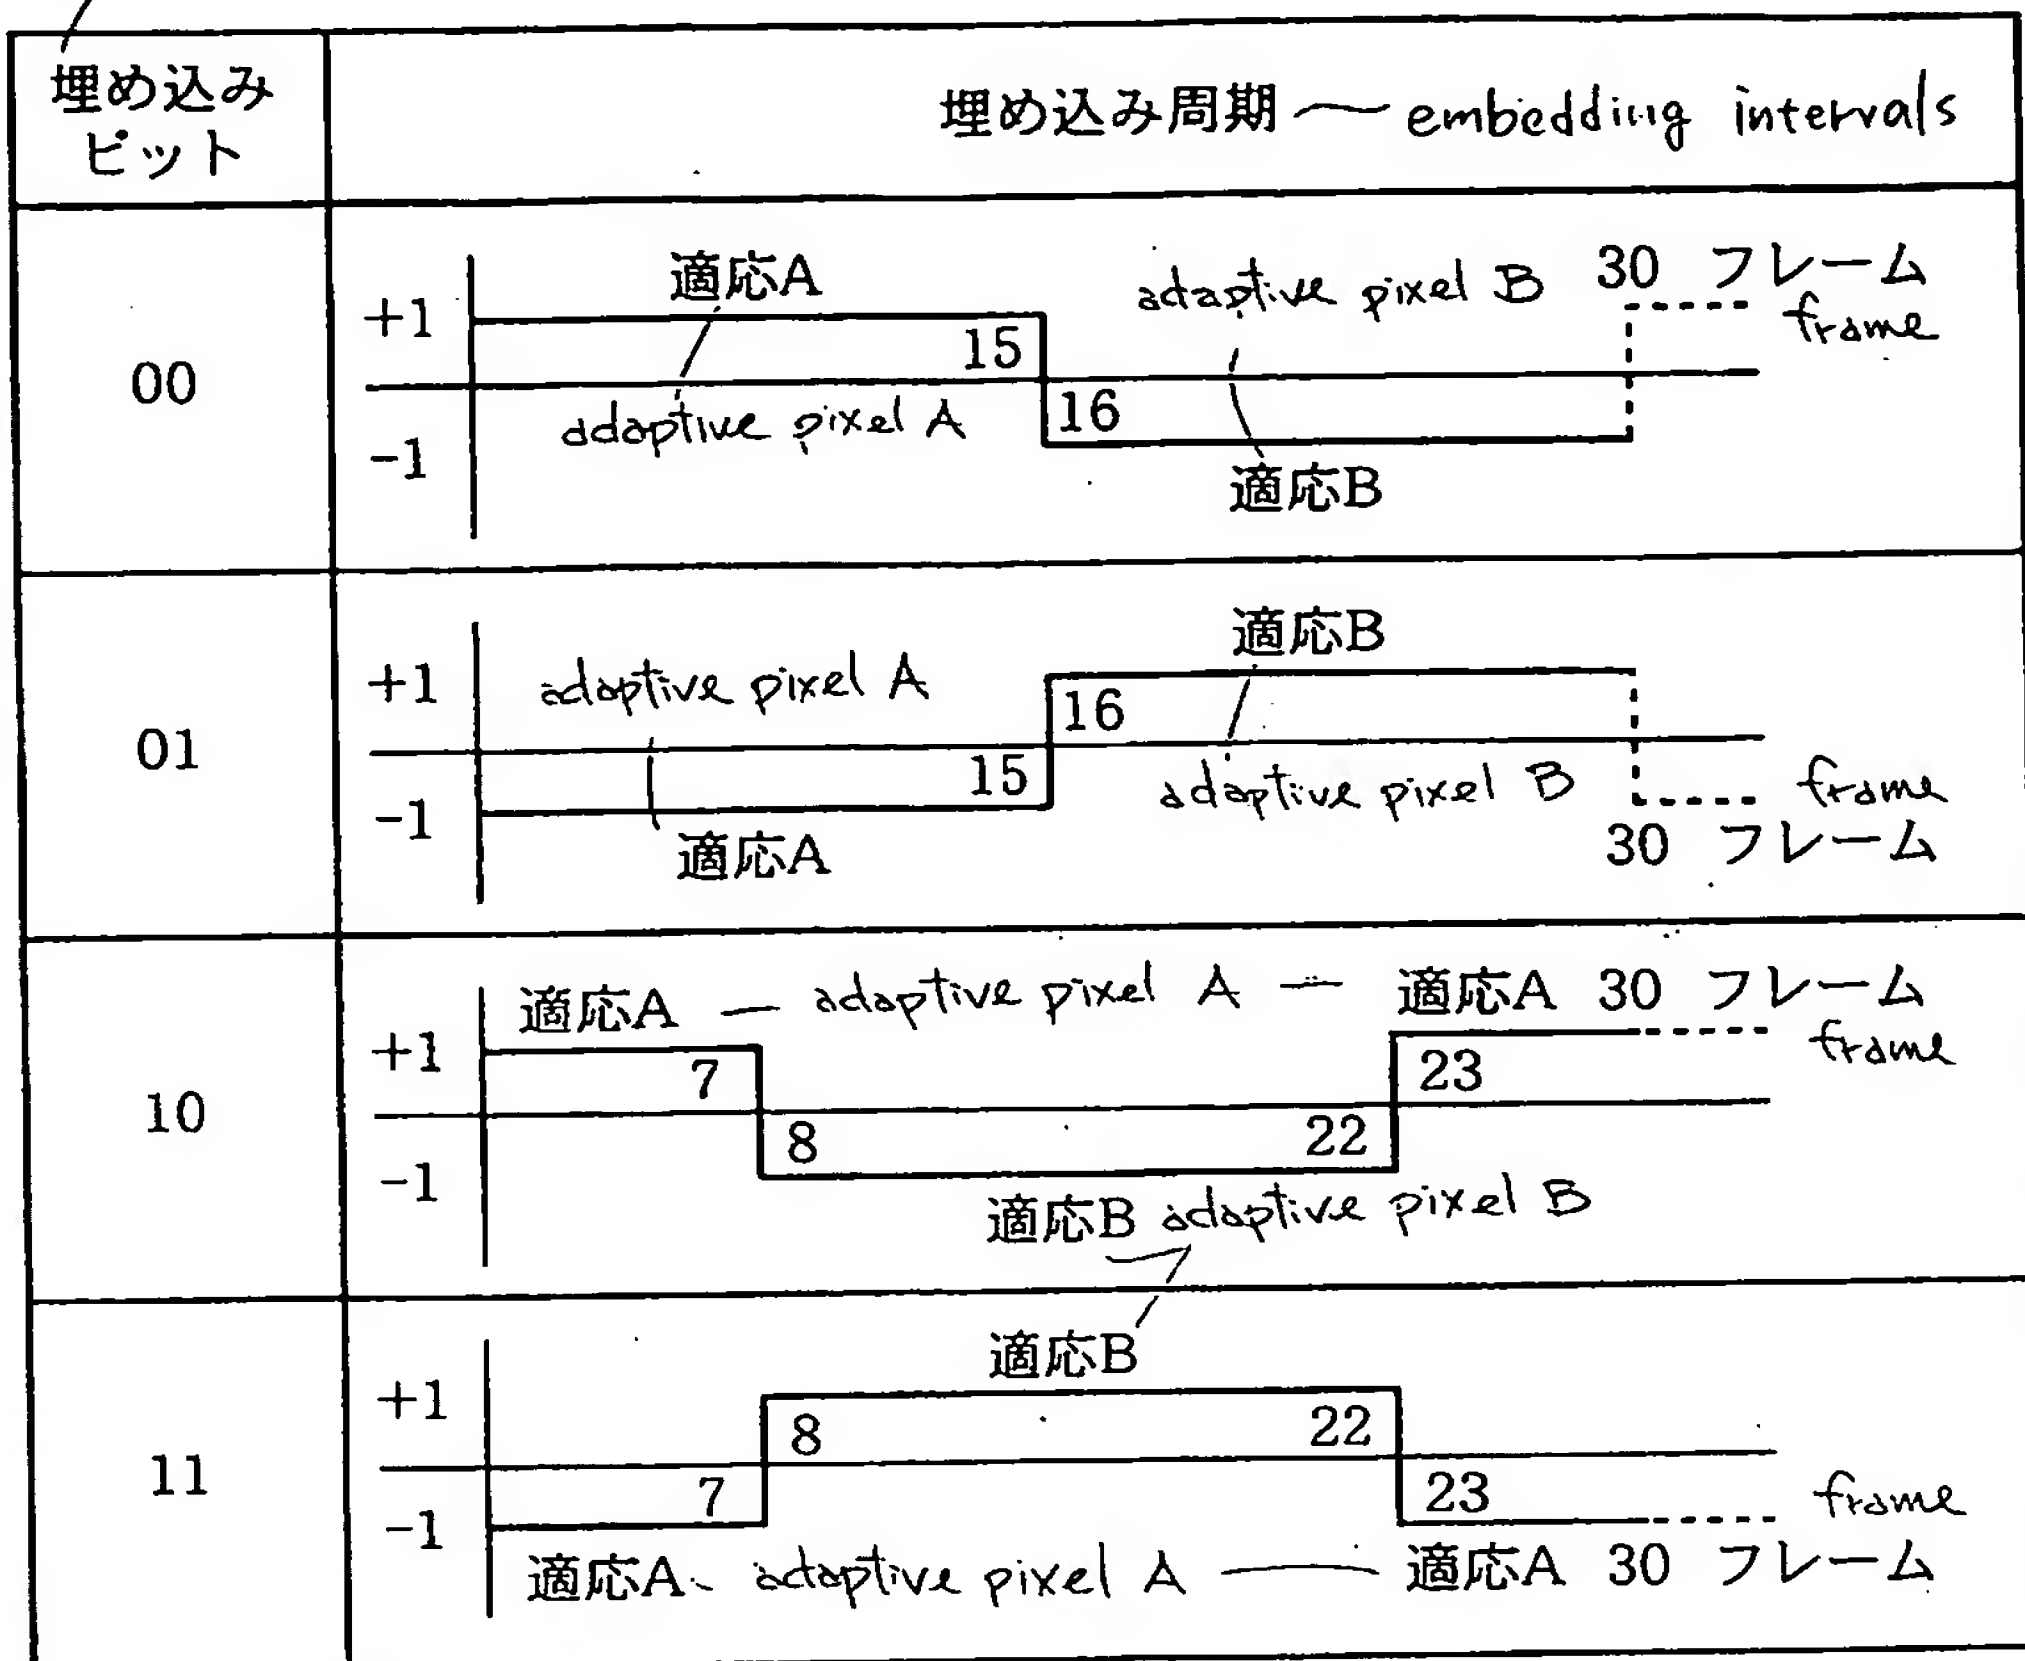 埋め込み
ビット
埋め込み周期 embedding intervals
00
適応A
adaptive pixel B
30 フレーム
frame
+1
15
16
-1
adaptive pixel A
適応B
01
適応B
+1
adaptive pixel A
16
15
adaptive pixel B
frame
-1
適応A
30 フレーム
10
適応A adaptive pixel A 適応A 30 フレーム
frame
+1
7
23
8
22
-1
適応B adaptive pixel B
11
適応B
+1
8
22
7
23
frame
-1
適応A adaptive pixel A 適応A 30 フレーム